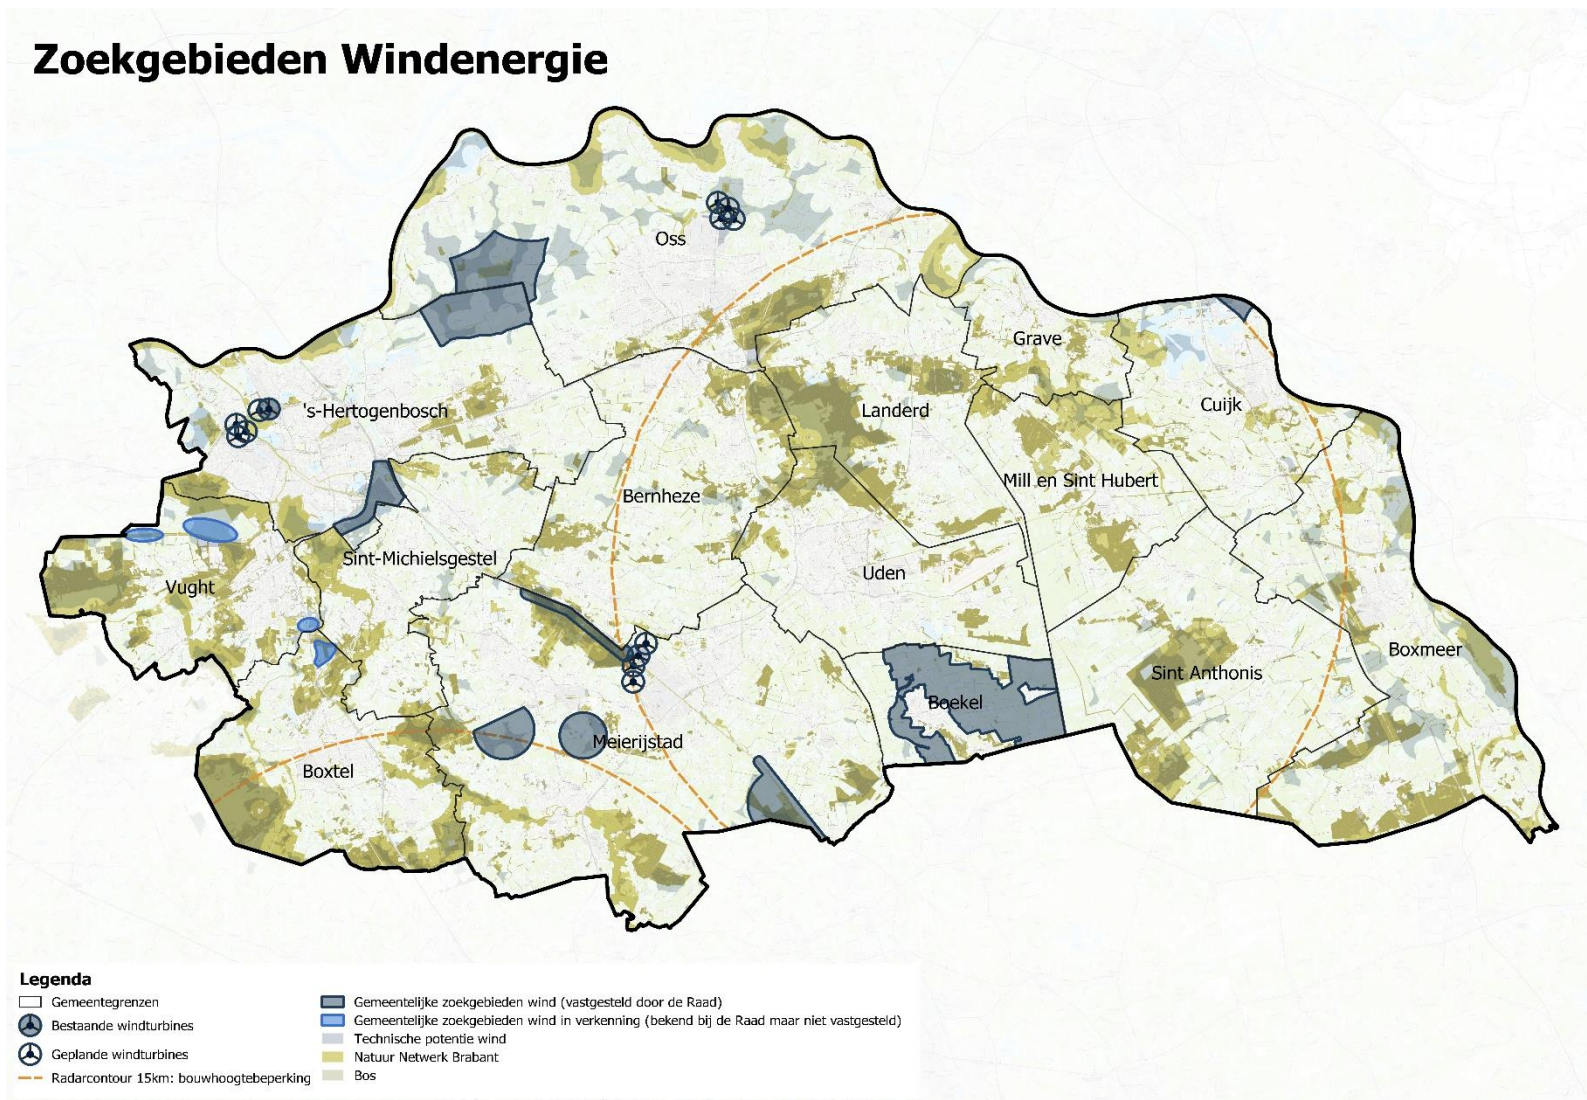 Zoekgebieden Windenergie
Oss
Grave
's-Hertogenbosch
Landerd
Cuijk
Mill en Sint Hubert
Bernheze
Sint-Michielsgestel
Uden
Vught
Boxmeer
Sint Anthonis
Boekel
Meierijstad
Boxtel
Legenda
Gemeentegrenzen
Bestaande windturbines
Geplande windturbines
Radarcontour 15km: bouwhoogtebeperking
Gemeentelijke zoekgebieden wind (vastgesteld door de Raad)
Gemeentelijke zoekgebieden wind in verkenning (bekend bij de Raad maar niet vastgesteld)
Technische potentie wind
Natuur Netwerk Brabant
Bos